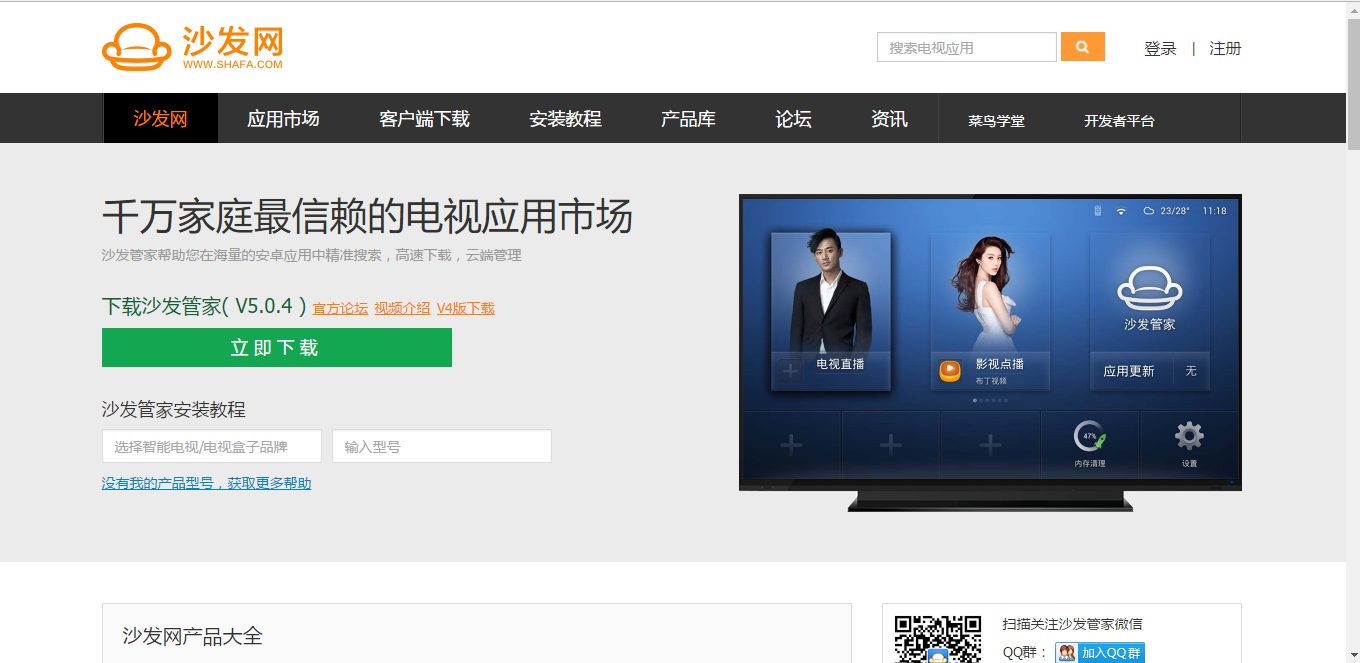 沙发网
WWW.SHAFA.COM
搜索电视应用
登录 | 注册
沙发网 应用市场 客户端下载 安装教程 产品库 论坛 资讯 菜鸟学堂 开发者平台
千万家庭最信赖的电视应用市场
沙发管家帮助您在海量的安卓应用中精准搜索，高速下载，云端管理
下载沙发管家( V5.0.4 ) 官方论坛 视频介绍 V4版下载
立即下载
沙发管家安装教程
选择智能电视/电视盒子品牌 输入型号
没有我的产品型号，获取更多帮助
23/28° 11:18
电视直播
影视点播
布丁视频
沙发管家
应用更新 无
47%
内存清理
设置
沙发网产品大全
扫描关注沙发管家微信
QQ群： 加入QQ群